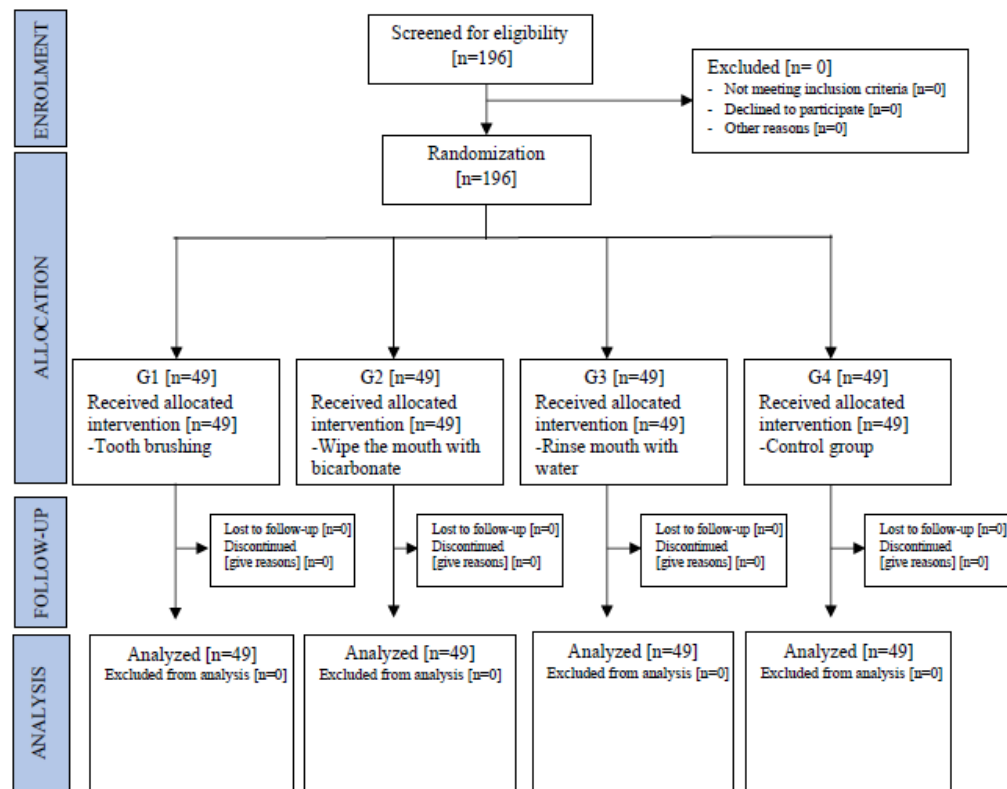 ENROLMENT
Screened for eligibility
[n=196]
Excluded [n= 0]
- Not meeting inclusion criteria [n=0]
- Declined to participate [n=0]
- Other reasons [n=0]
Randomization
[n=196]
ALLOCATION
G1 [n=49]
Received allocated
intervention [n=49]
-Tooth brushing
G2 [n=49]
Received allocated
intervention [n=49]
-Wipe the mouth with
bicarbonate
G3 [n=49]
Received allocated
intervention [n=49]
-Rinse mouth with
water
G4 [n=49]
Received allocated
intervention [n=49]
-Control group
FOLLOW-UP
Lost to follow-up [n=0]
Discontinued
[give reasons] [n=0]
Lost to follow-up [n=0]
Discontinued
[give reasons] [n=0]
Lost to follow-up [n=0]
Discontinued
[give reasons] [n=0]
Lost to follow-up [n=0]
Discontinued
[give reasons] [n=0]
ANALYSIS
Analyzed [n=49]
Excluded from analysis [n=0]
Analyzed [n=49]
Excluded from analysis [n=0]
Analyzed [n=49]
Excluded from analysis [n=0]
Analyzed [n=49]
Excluded from analysis [n=0]